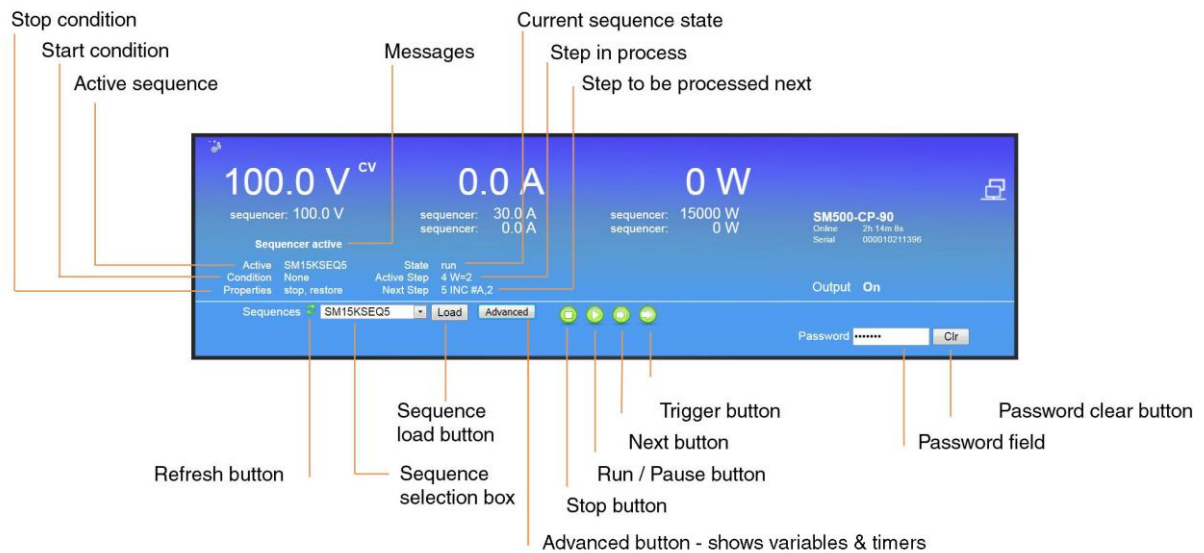 Stop condition
Start condition
Active sequence
Messages
Current sequence state
Step in process
Step to be processed next
100.0 V CV
0.0 A
0 W
sequencer: 100.0 V
sequencer: 30.0 A
sequencer: 0.0 A
sequencer: 15000 W
sequencer: 0 W
SM500-CP-90
Online 2h 14m 8s
Serial 000010211396
Sequencer active
Active SM15KSEQ5
Condition None
Properties stop, restore
State run
Active Step 4 W=2
Next Step 5 INC #A,2
Output On
Sequences SM15KSEQ5 Load Advanced
Password ••••••• Clr
Sequence
load button
Trigger button
Password clear button
Next button
Password field
Refresh button
Sequence
selection box
Run / Pause button
Stop button
Advanced button - shows variables & timers